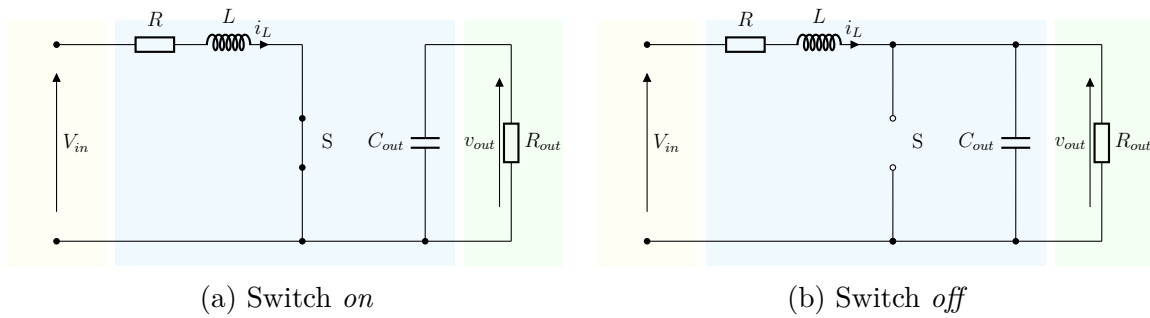 R
L
i_L
V_in
S
C_out
v_out
R_out
(a) Switch on
R
L
i_L
V_in
S
C_out
v_out
R_out
(b) Switch off